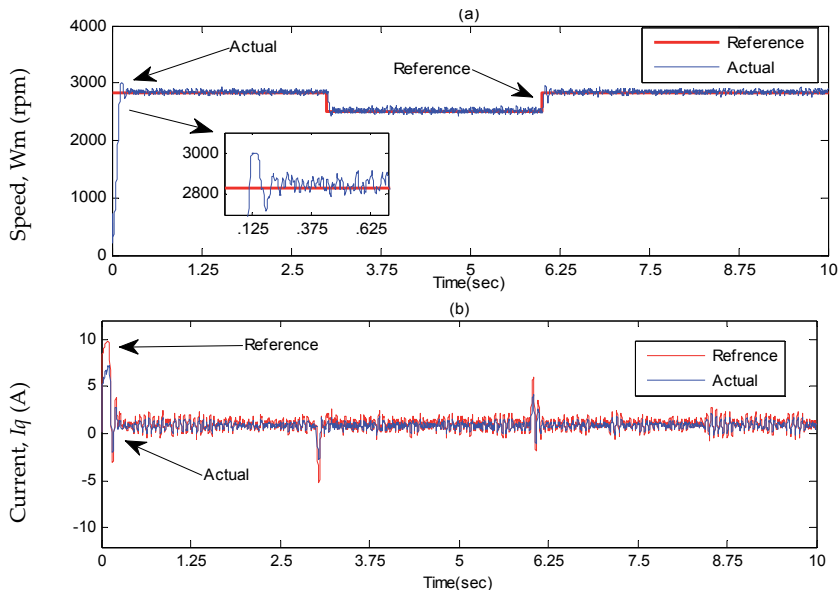 (a)
Speed, Wm (rpm)
4000
3000
2000
1000
0
Actual
Reference
Reference
Actual
3000
2800
.125 .375 .625
0 1.25 2.5 3.75 5 6.25 7.5 8.75 10
Time(sec)
(b)
Current, Iq (A)
10
5
0
-5
-10
Reference
Actual
Refrence
Actual
0 1.25 2.5 3.75 5 6.25 7.5 8.75 10
Time(sec)